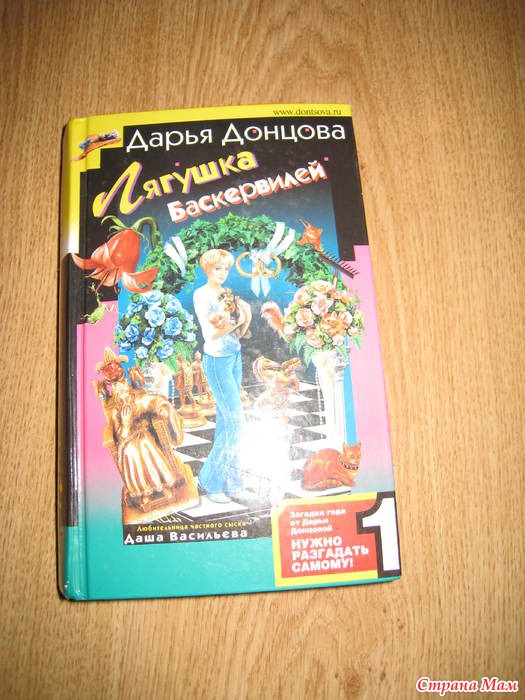 www.dontsova.ru
Дарья Донцова
Лягушка
Баскервилей
Любительница частного сыска
Даша Васильева
Загадки года
от Дарьи
Донцовой
НУЖНО
РАЗГАДАТЬ
САМОМУ!
1
Страна Мам